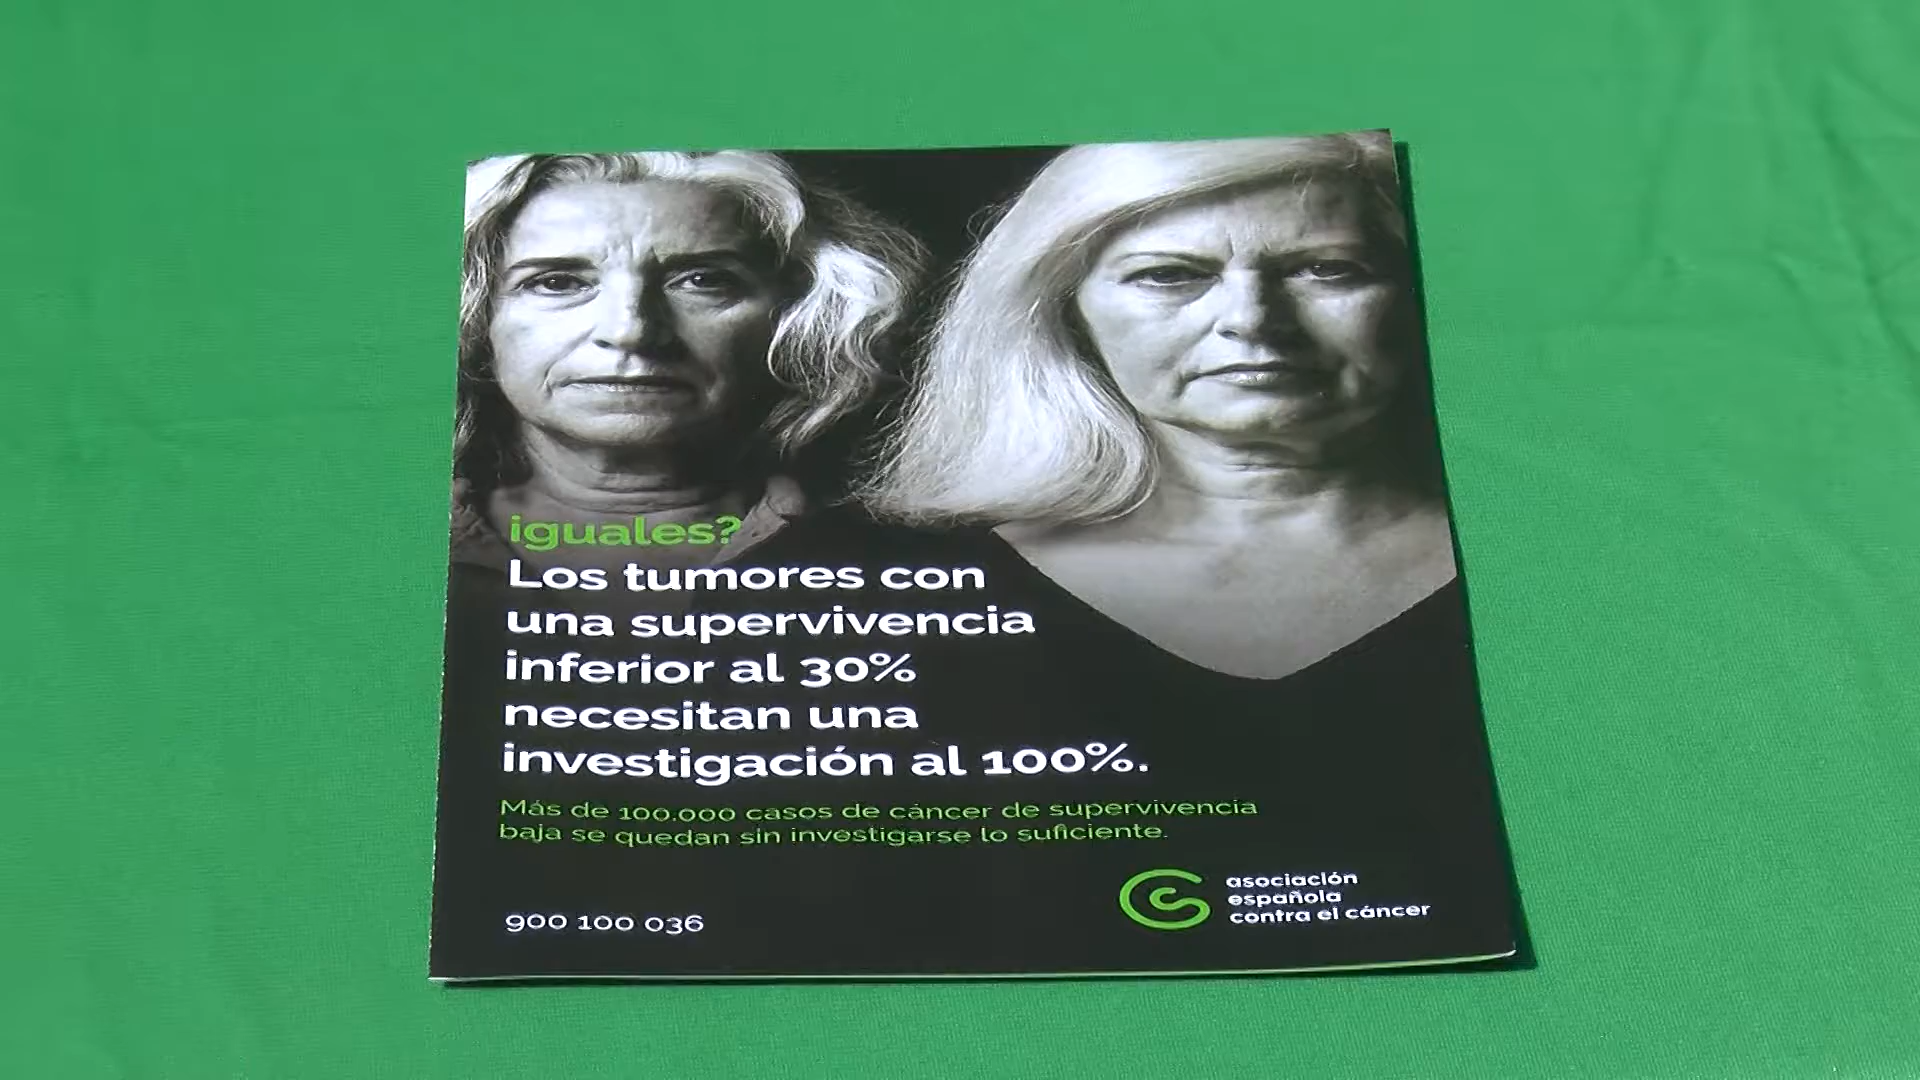 iguales?
Los tumores con
una supervivencia
inferior al 30%
necesitan una
investigación al 100%.
Más de 100.000 casos de cáncer de supervivencia
baja se quedan sin investigarse lo suficiente.
900 100 036
asociación
española
contra el cáncer